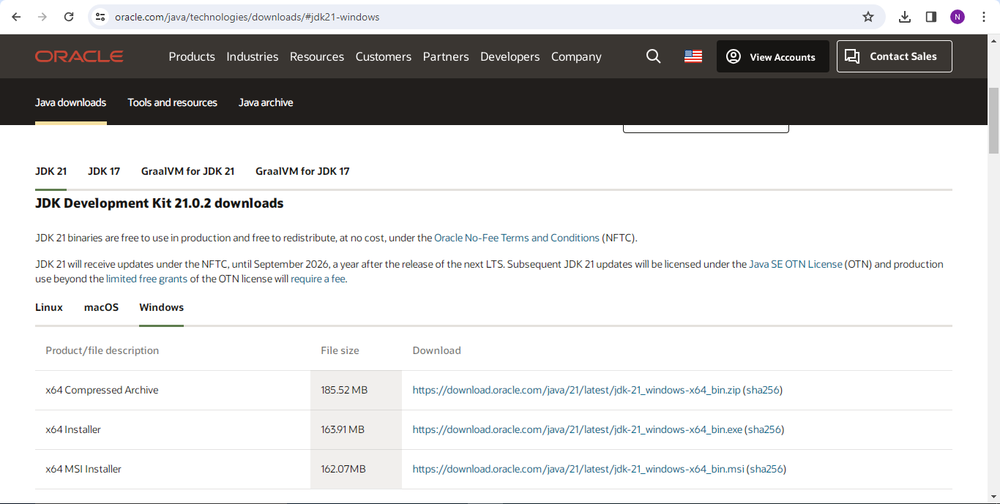 oracle.com/java/technologies/downloads/#jdk21-windows
N
ORACLE
Products Industries Resources Customers Partners Developers Company
View Accounts
Contact Sales
Java downloads Tools and resources Java archive
JDK 21 JDK 17 GraalVM for JDK 21 GraalVM for JDK 17
JDK Development Kit 21.0.2 downloads
JDK 21 binaries are free to use in production and free to redistribute, at no cost, under the Oracle No-Fee Terms and Conditions (NFTC).
JDK 21 will receive updates under the NFTC, until September 2026, a year after the release of the next LTS. Subsequent JDK 21 updates will be licensed under the Java SE OTN License (OTN) and production
use beyond the limited free grants of the OTN license will require a fee.
Linux macOS Windows
Product/file description File size Download
x64 Compressed Archive 185.52 MB https://download.oracle.com/java/21/latest/jdk-21_windows-x64_bin.zip (sha256)
x64 Installer 163.91 MB https://download.oracle.com/java/21/latest/jdk-21_windows-x64_bin.exe (sha256)
x64 MSI Installer 162.07MB https://download.oracle.com/java/21/latest/jdk-21_windows-x64_bin.msi (sha256)